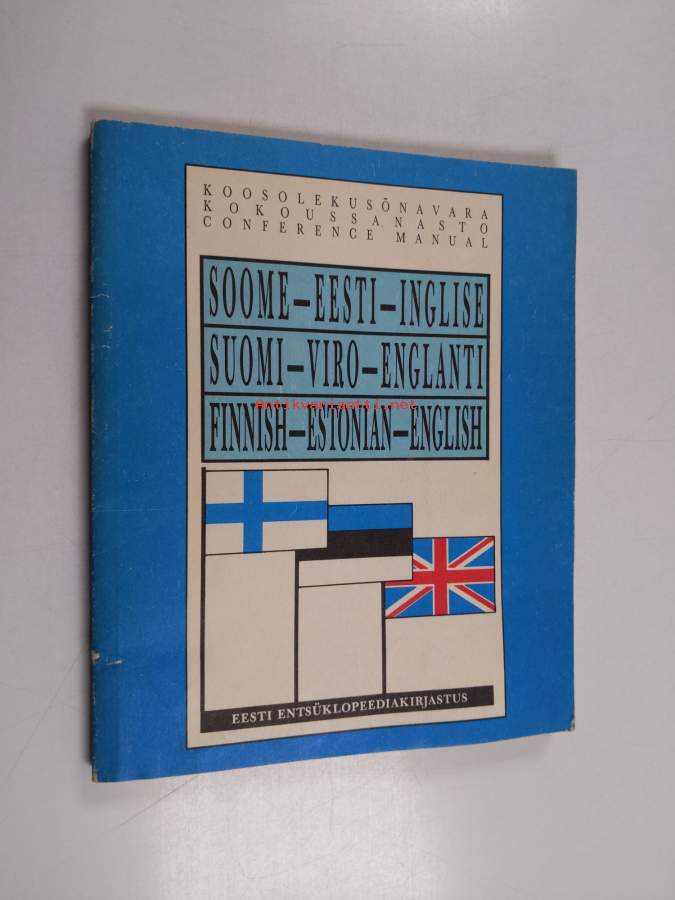 KOOSOLEKUSÕNAVARA
KOKOUSSANASTO
CONFERENCE MANUAL
SOOME–EESTI–INGLISE
SUOMI–VIRO–ENGLANTI
Antikvariaatti.net
FINNISH–ESTONIAN–ENGLISH
EESTI ENTSÜKLOPEEDIAKIRJASTUS